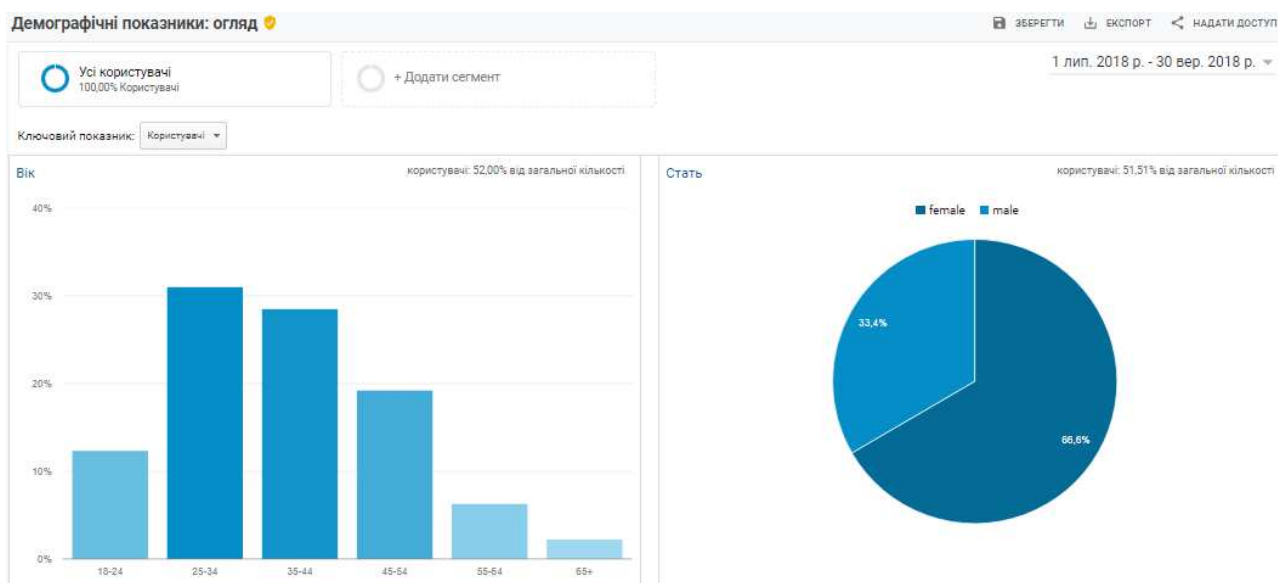 Демографічні показники: огляд
ЗБЕРЕГТИ ЕКСПОРТ НАДАТИ ДОСТУП
Усі користувачі
100,00% Користувачі
+ Додати сегмент
1 лип. 2018 р. - 30 вер. 2018 р.
Ключовий показник: Користувачі
Вік
користувачі: 52,00% від загальної кількості
40%
30%
20%
10%
0%
18-24 25-34 35-44 45-54 55-64 65+
Стать
користувачі: 51,51% від загальної кількості
female male
33,4%
66,6%